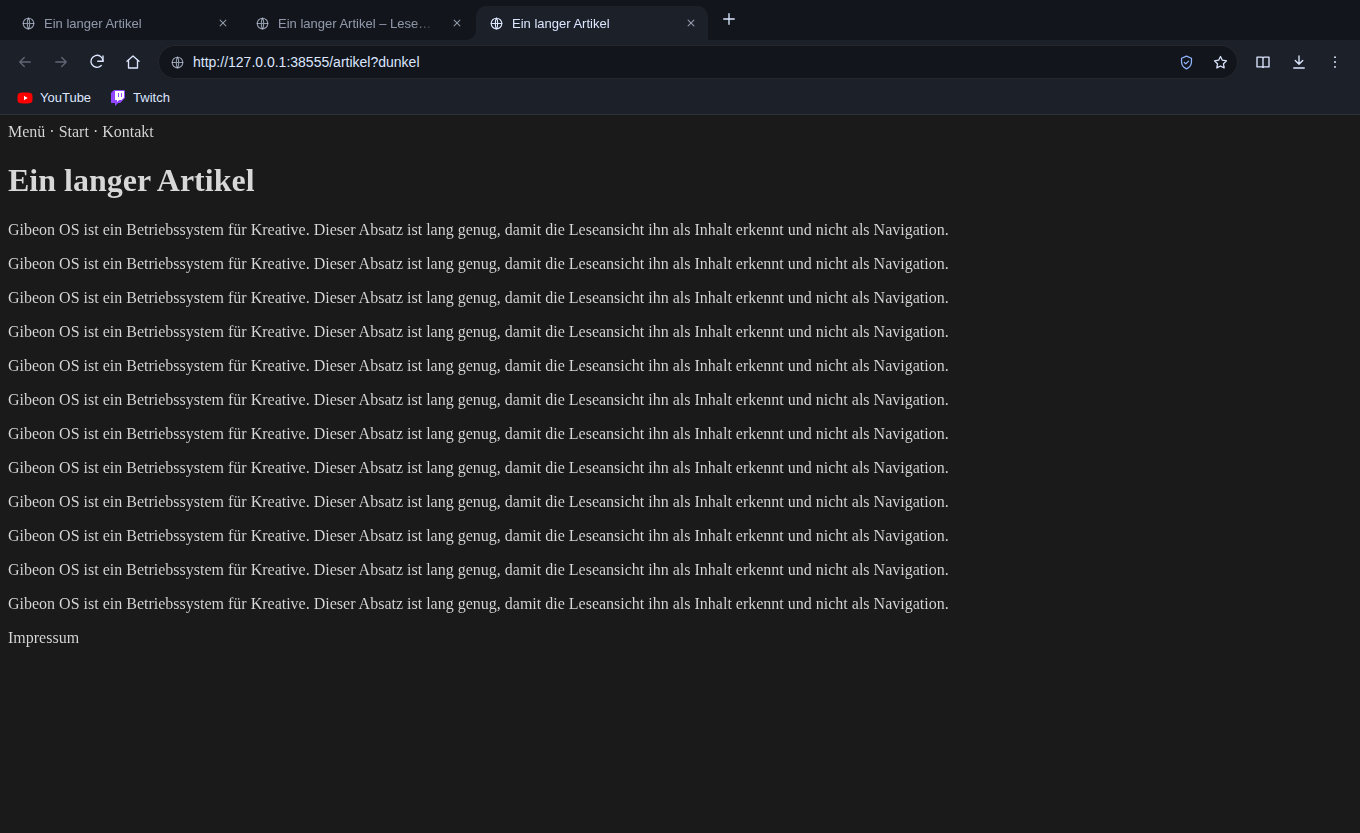 Ein langer Artikel
Ein langer Artikel – Lese…
Ein langer Artikel
http://127.0.0.1:38555/artikel?dunkel
YouTube
Twitch
Menü · Start · Kontakt
Ein langer Artikel
Gibeon OS ist ein Betriebssystem für Kreative. Dieser Absatz ist lang genug, damit die Leseansicht ihn als Inhalt erkennt und nicht als Navigation.
Gibeon OS ist ein Betriebssystem für Kreative. Dieser Absatz ist lang genug, damit die Leseansicht ihn als Inhalt erkennt und nicht als Navigation.
Gibeon OS ist ein Betriebssystem für Kreative. Dieser Absatz ist lang genug, damit die Leseansicht ihn als Inhalt erkennt und nicht als Navigation.
Gibeon OS ist ein Betriebssystem für Kreative. Dieser Absatz ist lang genug, damit die Leseansicht ihn als Inhalt erkennt und nicht als Navigation.
Gibeon OS ist ein Betriebssystem für Kreative. Dieser Absatz ist lang genug, damit die Leseansicht ihn als Inhalt erkennt und nicht als Navigation.
Gibeon OS ist ein Betriebssystem für Kreative. Dieser Absatz ist lang genug, damit die Leseansicht ihn als Inhalt erkennt und nicht als Navigation.
Gibeon OS ist ein Betriebssystem für Kreative. Dieser Absatz ist lang genug, damit die Leseansicht ihn als Inhalt erkennt und nicht als Navigation.
Gibeon OS ist ein Betriebssystem für Kreative. Dieser Absatz ist lang genug, damit die Leseansicht ihn als Inhalt erkennt und nicht als Navigation.
Gibeon OS ist ein Betriebssystem für Kreative. Dieser Absatz ist lang genug, damit die Leseansicht ihn als Inhalt erkennt und nicht als Navigation.
Gibeon OS ist ein Betriebssystem für Kreative. Dieser Absatz ist lang genug, damit die Leseansicht ihn als Inhalt erkennt und nicht als Navigation.
Gibeon OS ist ein Betriebssystem für Kreative. Dieser Absatz ist lang genug, damit die Leseansicht ihn als Inhalt erkennt und nicht als Navigation.
Gibeon OS ist ein Betriebssystem für Kreative. Dieser Absatz ist lang genug, damit die Leseansicht ihn als Inhalt erkennt und nicht als Navigation.
Impressum